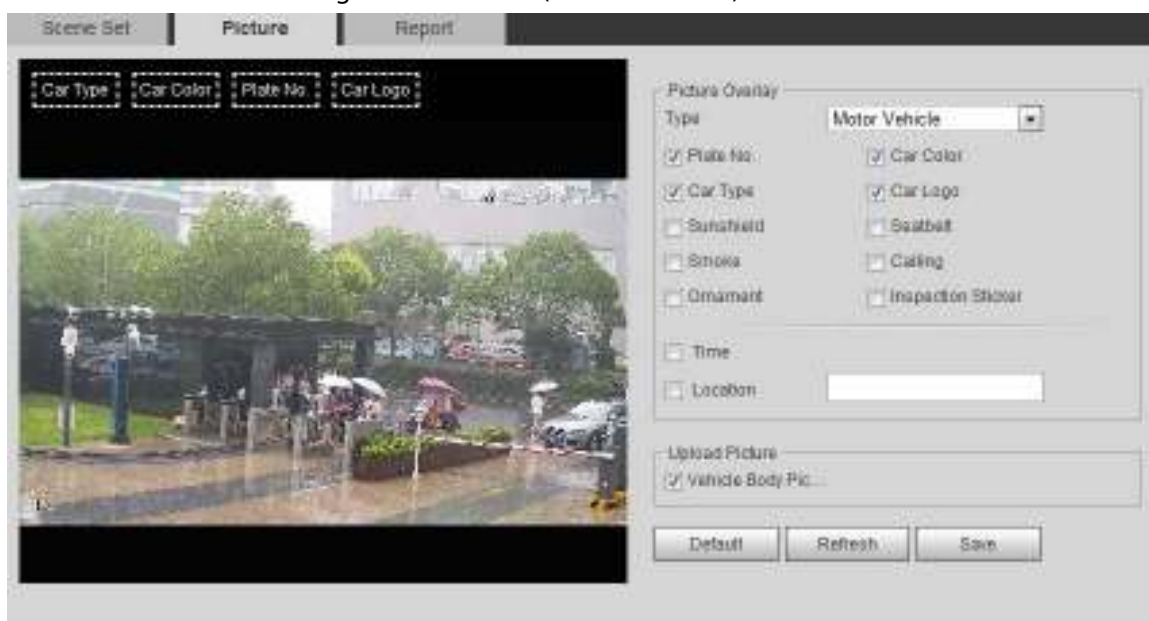 Scene Set Picture Report
Car Type Car Color Plate No. Car Logo
Picture Overlay
Type Motor Vehicle
Plate No. Car Color
Car Type Car Logo
Sunshield Seatbelt
Smoke Calling
Ornament Inspection Sticker
Time
Location
Upload Picture
Vehicle Body Pic...
Default Refresh Save